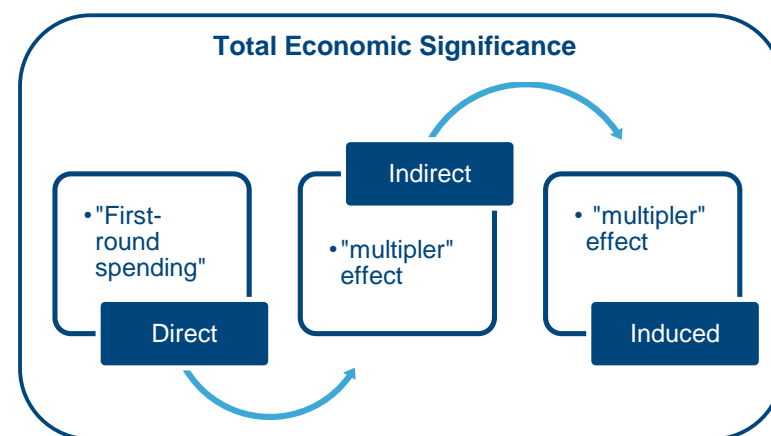 Total Economic Significance
• "First-
round
spending"
Direct
Indirect
• "multipler"
effect
• "multipler"
effect
Induced